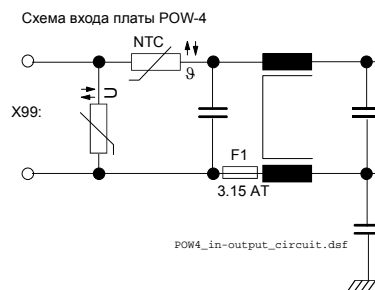 Схема входа платы POW-4
NTC
ϑ
U
X99:
F1
3.15 AT
POW4_in-output_circuit.dsf